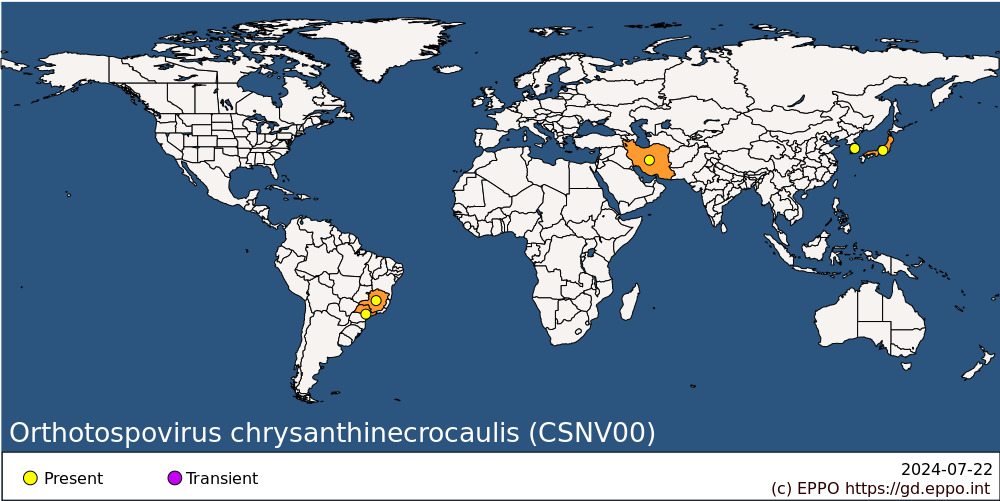 Orthotospovirus chrysanthinecrocaulis (CSNV00)
Present
Transient
2024-07-22
(c) EPPO https://gd.eppo.int